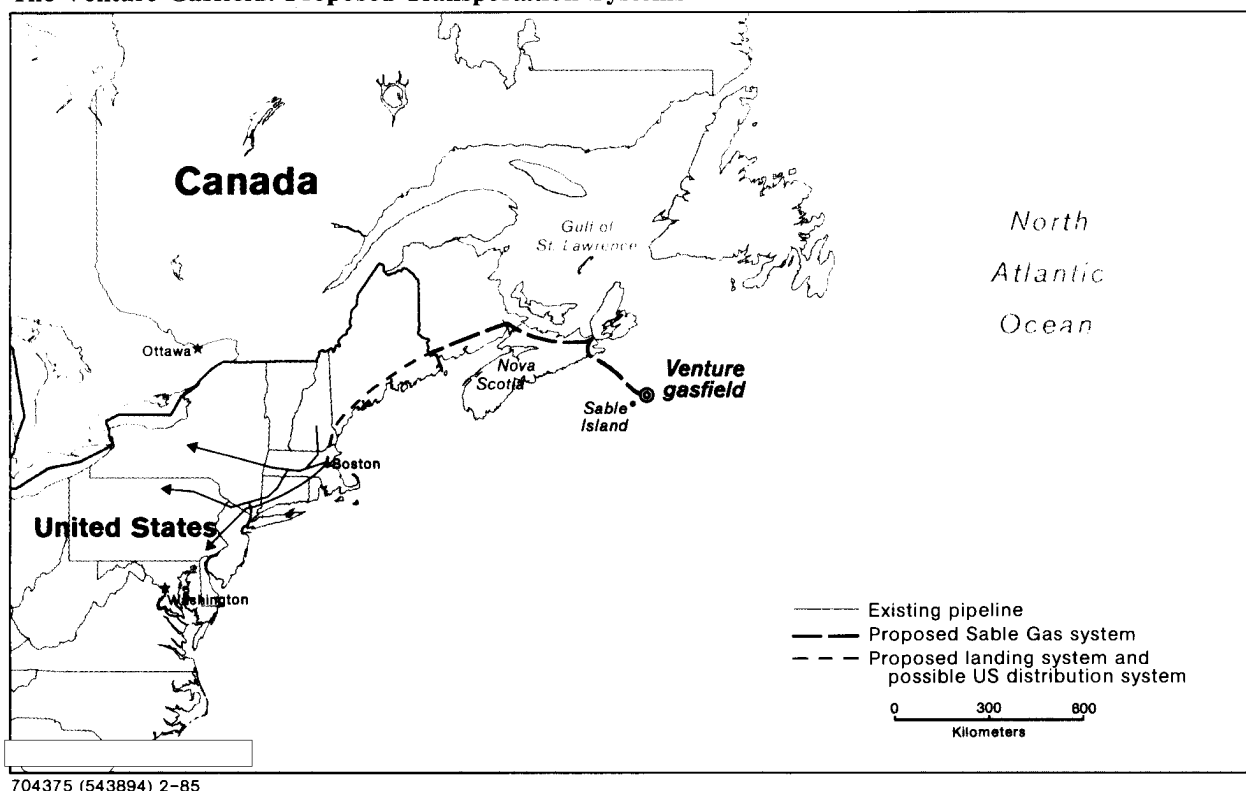 The Venture Gasfield: Proposed Transportation Systems
Canada
Gulf of
St. Lawrence
North
Atlantic
Ocean
Ottawa
Nova
Scotia
Venture
gasfield
Sable
Island
Boston
United States
Washington
Existing pipeline
Proposed Sable Gas system
Proposed landing system and
possible US distribution system
0 300 600
Kilometers
704375 (543894) 2-85